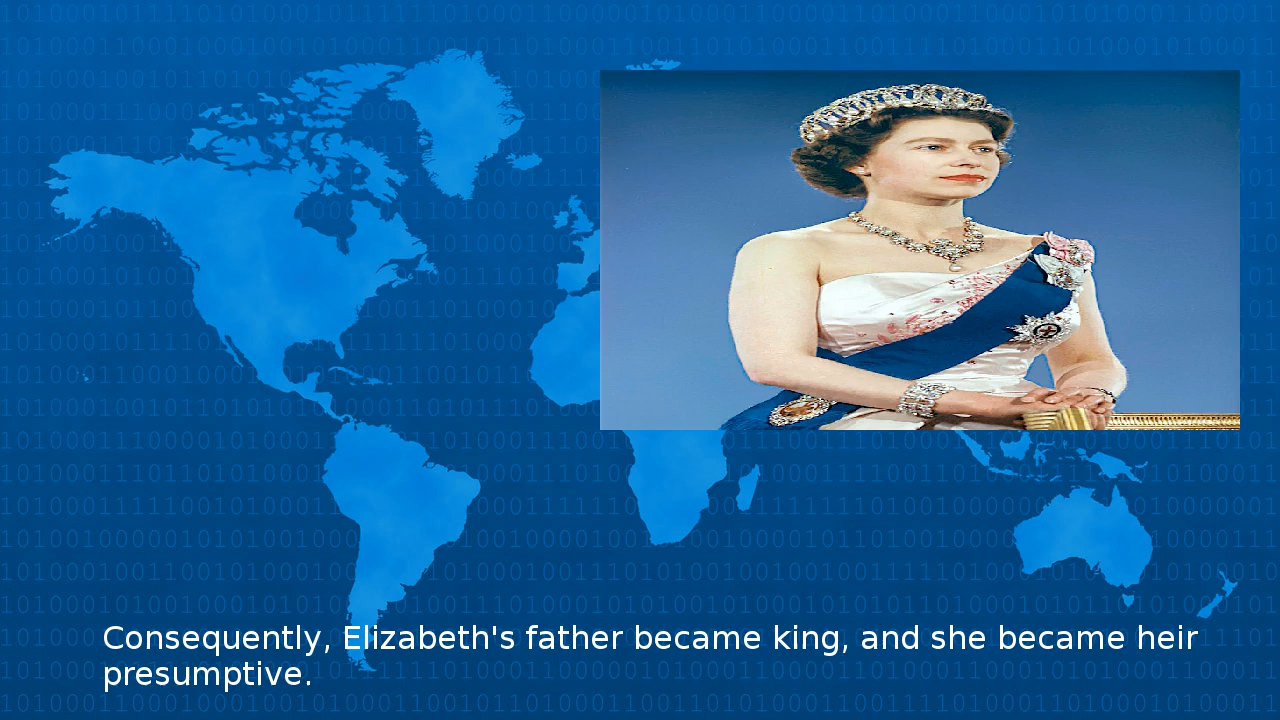 Consequently, Elizabeth's father became king, and she became heir
presumptive.